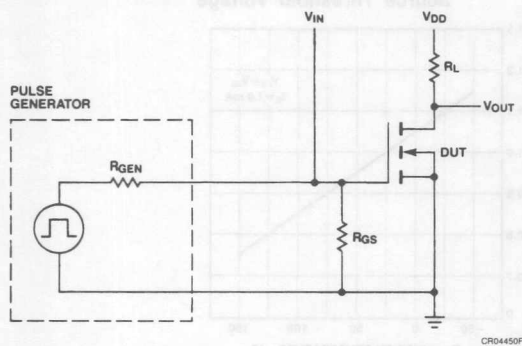 VIN
VDD
RL
PULSE
GENERATOR
VOUT
RGEN
DUT
RGS
CR04450F